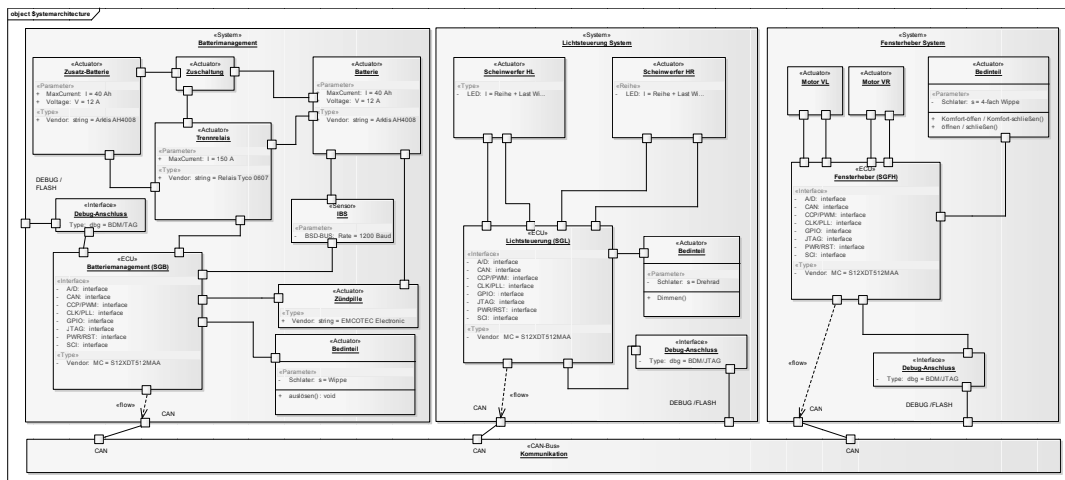 object Systemarchitecture
«System»
Batterimanagement
«Actuator»
Zusatz-Batterie
«Parameter»
+ MaxCurrent: I = 40 Ah
+ Voltage: V = 12 A
«Type»
+ Vendor: string = Arktis AH4008
«Actuator»
Zuschaltung
«Actuator»
Batterie
«Parameter»
MaxCurrent: I = 40 Ah
Voltage: V = 12 A
«Type»
+ Vendor: string = Arktis AH4008
«Actuator»
Trennrelais
«Parameter»
+ MaxCurrent: I = 150 A
«Type»
+ Vendor: string = Relais Tyco 0607
DEBUG /
FLASH
«Interface»
Debug-Anschluss
Type: dbg = BDM/TAG
«Sensor»
IBS
«Parameter»
- BSD-BUS: Rate = 1200 Baud
«ECU»
Batteriemanagement (SGB)
«Interface»
- A/D: interface
- CAN: interface
- CCP/PWM: interface
- CLK/PLL: interface
- GPIO: interface
- JTAG: interface
- PWR/RST: interface
- SCI: interface
«Type»
- Vendor: MC = S12XDT512MAA
«Actuator»
Zündpille
«Type»
+ Vendor: string = EMCOTEC Electronic
«Actuator»
Bedinteil
«Parameter»
- Schlater: s = Wippe
+ auslösen() : void
«flow»
CAN
«System»
Lichtsteuerung System
«Actuator»
Scheinwerfer HL
«Type»
- LED: I = Reihe + Last Wi...
«Actuator»
Scheinwerfer HR
«Reihe»
- LED: I = Reihe + Last Wi...
«ECU»
Lichtsteuerung (SGL)
«Interface»
- A/D: interface
- CAN: interface
- CCP/PWM: interface
- CLK/PLL: interface
- GPIO: interface
- JTAG: interface
- PWR/RST: interface
- SCI: interface
«Type»
- Vendor: MC = S12XDT512MAA
«Actuator»
Bedinteil
«Parameter»
- Schlater: s = Drehrad
+ Dimmen()
«Interface»
Debug-Anschluss
- Type: dbg = BDM/JTAG
«flow»
CAN
DEBUG /FLASH
«System»
Fensterheber System
«Actuator»
Motor VL
«Actuator»
Motor VR
«Actuator»
Bedinteil
«Parameter»
- Schlater: s = 4-fach Wippe
+ Komfort-öffen / Komfort-schließen()
+ öffnen / schließen()
«ECU»
Fensterheber (SGFH)
«Interface»
- A/D: interface
- CAN: interface
- CCP/PWM: interface
- CLK/PLL: interface
- GPIO: interface
- JTAG: interface
- PWR/RST: interface
- SCI: interface
«Type»
- Vendor: MC = S12XDT512MAA
«flow»
«Interface»
Debug-Anschluss
- Type: dbg = BDM/JTAG
CAN
DEBUG /FLASH
«CAN-Bus»
Kommunikation
CAN
CAN
CAN